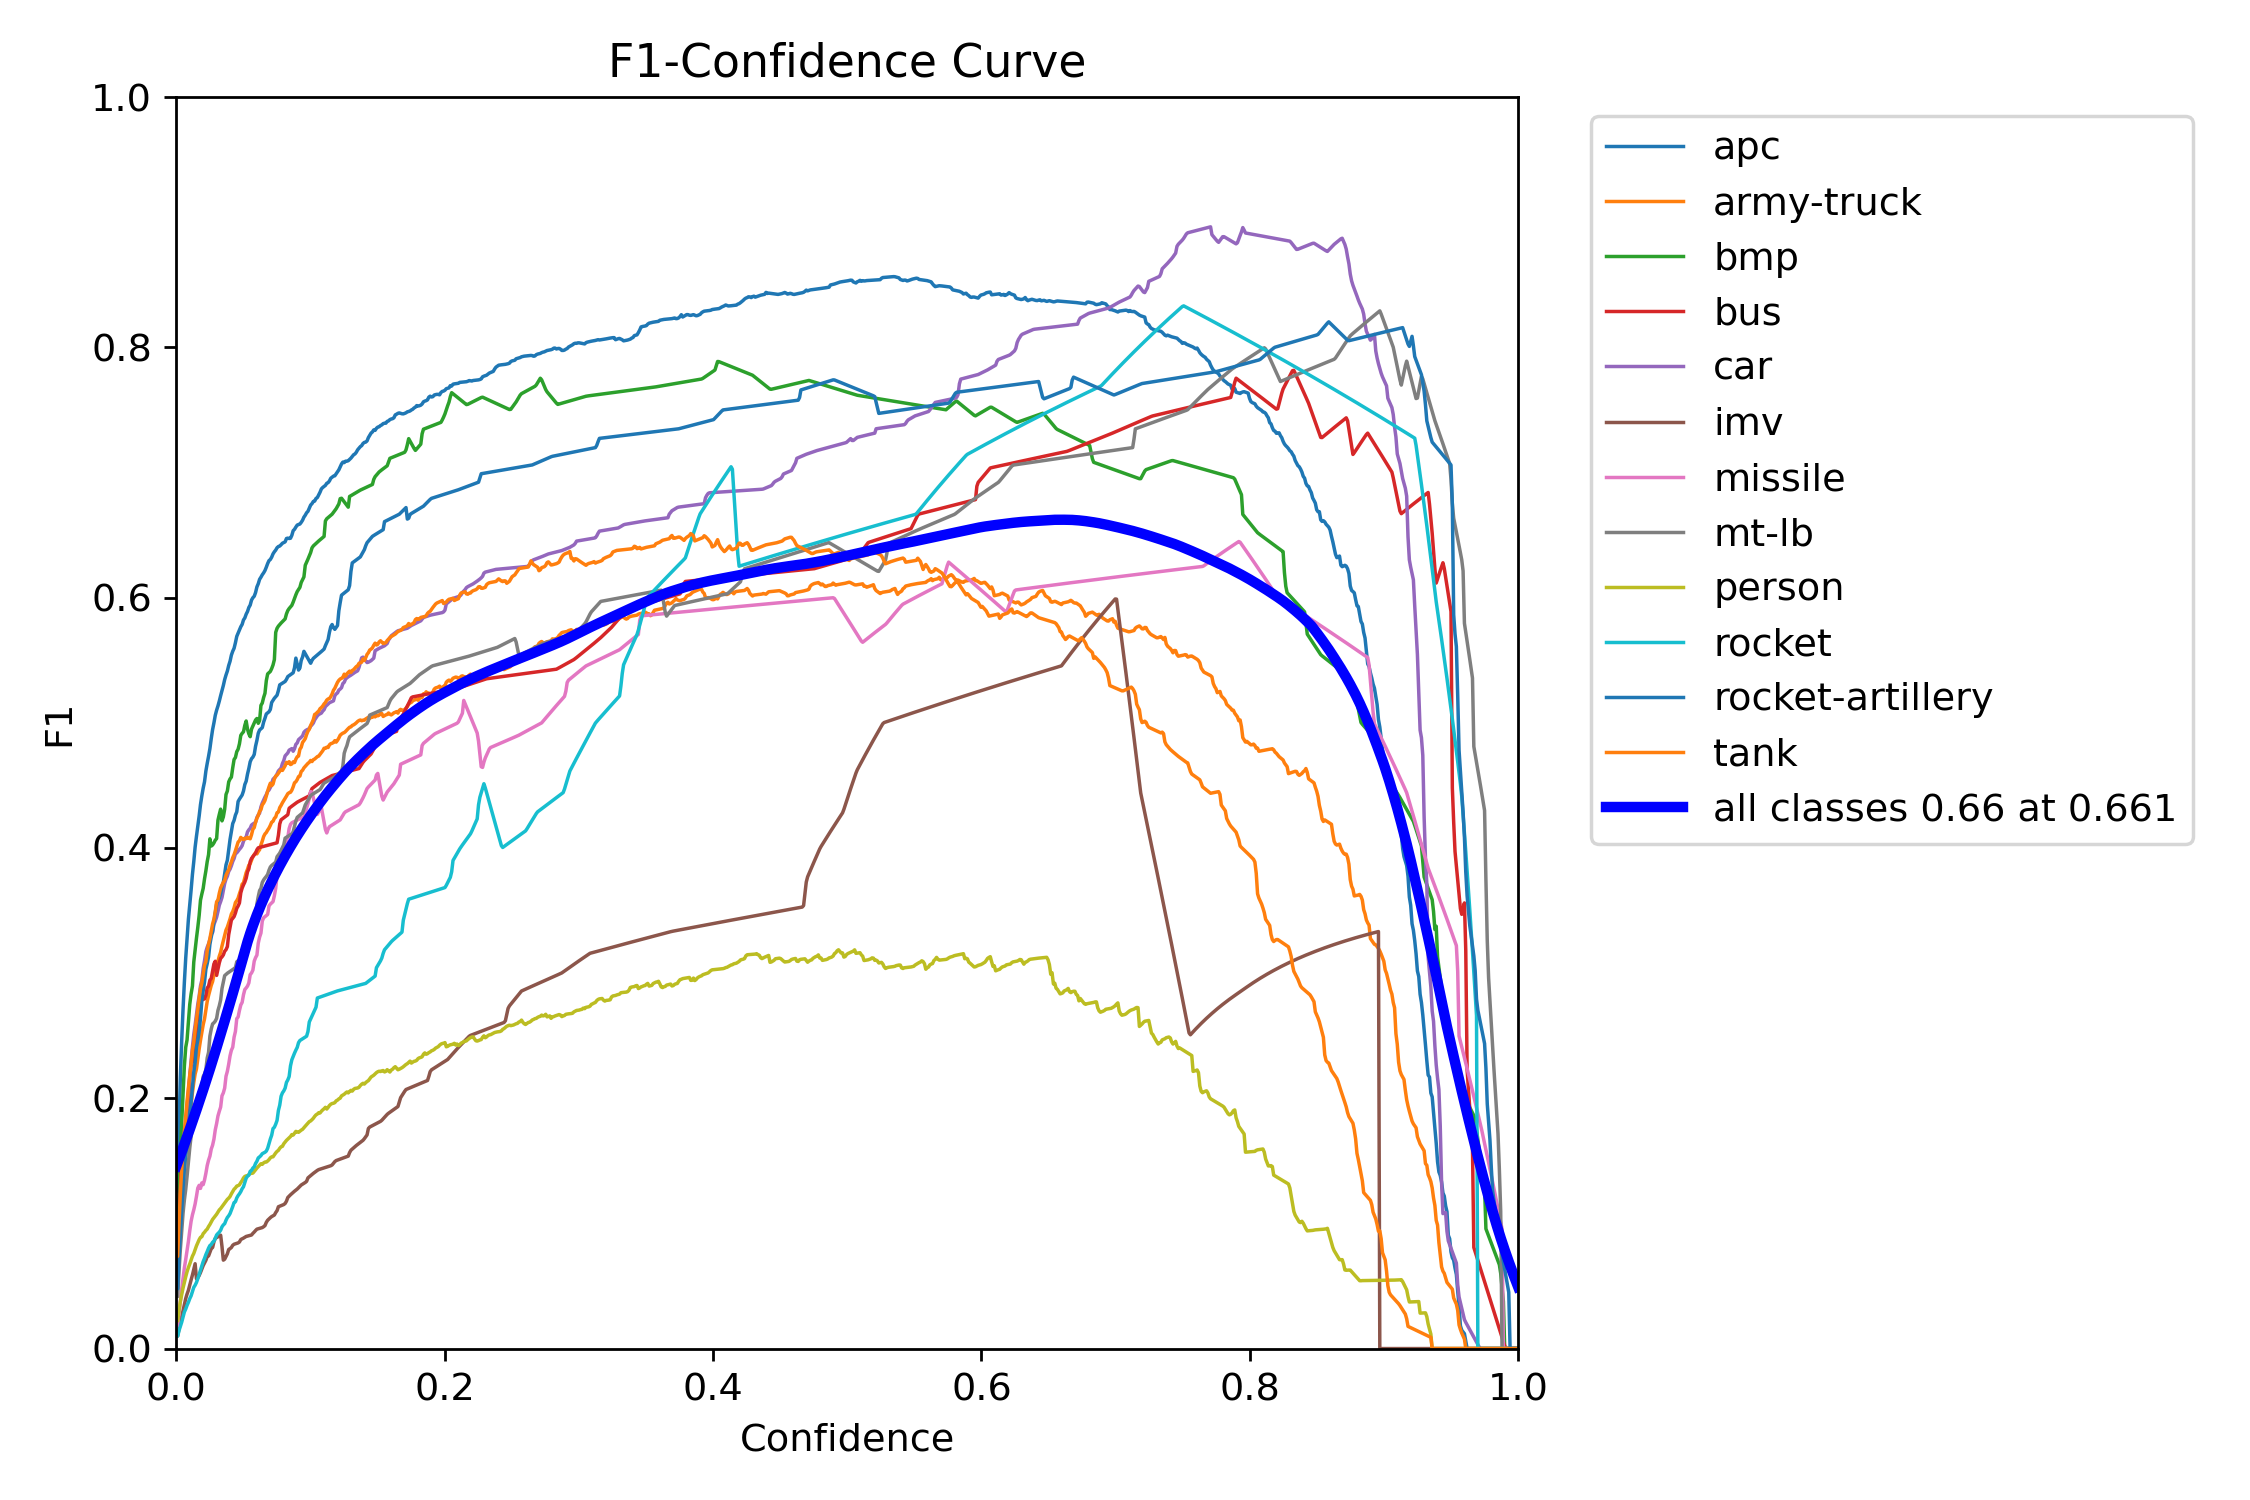 F1-Confidence Curve
1.0
0.8
0.6
0.4
0.2
0.0
F1
0.0 0.2 0.4 0.6 0.8 1.0
Confidence
apc
army-truck
bmp
bus
car
imv
missile
mt-lb
person
rocket
rocket-artillery
tank
all classes 0.66 at 0.661